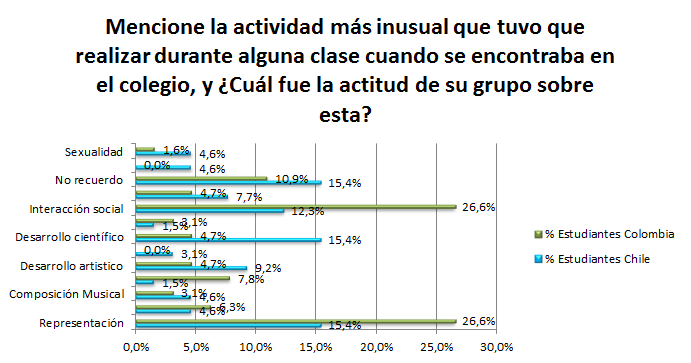 Mencione la actividad más inusual que tuvo que
realizar durante alguna clase cuando se encontraba en
el colegio, y ¿Cuál fue la actitud de su grupo sobre
esta?
Sexualidad
1,6%
4,6%
0,0%
4,6%
No recuerdo
10,9%
15,4%
4,7%
7,7%
Interacción social
26,6%
12,3%
3,1%
1,5%
Desarrollo científico
4,7%
15,4%
0,0%
3,1%
Desarrollo artistico
4,7%
9,2%
7,8%
1,5%
Composición Musical
3,1%
4,6%
6,3%
4,6%
Representación
26,6%
15,4%
0,0% 5,0% 10,0% 15,0% 20,0% 25,0% 30,0%
% Estudiantes Colombia
% Estudiantes Chile